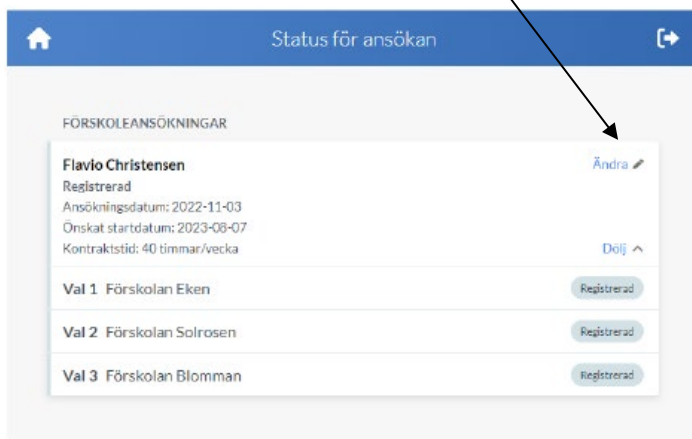 Status för ansökan
FÖRSKOLEANSÖKNINGAR
Flavio Christensen
Ändra
Registrerad
Ansökningsdatum: 2022-11-03
Önskat startdatum: 2023-08-07
Kontraktstid: 40 timmar/vecka
Dölj
Val 1 Förskolan Eken
Registrerad
Val 2 Förskolan Solrosen
Registrerad
Val 3 Förskolan Blomman
Registrerad